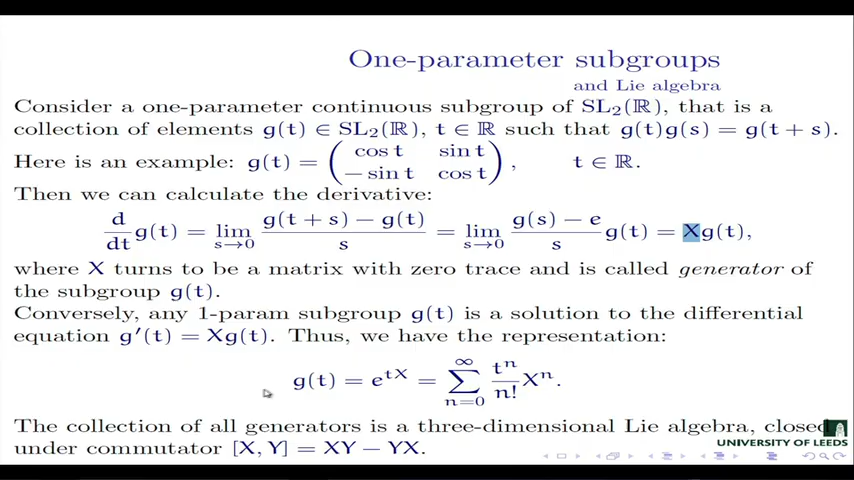 One-parameter subgroups
and Lie algebra
Consider a one-parameter continuous subgroup of SL₂(ℝ), that is a
collection of elements g(t) ∈ SL₂(ℝ), t ∈ ℝ such that g(t)g(s) = g(t + s).
Here is an example: g(t) = ( cos t sin t
− sin t cos t ), t ∈ ℝ.
Then we can calculate the derivative:
d/dt g(t) = lim_{s→0} (g(t + s) − g(t))/s = lim_{s→0} (g(s) − e)/s g(t) = Xg(t),
where X turns to be a matrix with zero trace and is called generator of
the subgroup g(t).
Conversely, any 1-param subgroup g(t) is a solution to the differential
equation g′(t) = Xg(t). Thus, we have the representation:
g(t) = e^{tX} = ∑_{n=0}^{∞} t^n/n! X^n.
The collection of all generators is a three-dimensional Lie algebra, closed
under commutator [X, Y] = XY − YX.
UNIVERSITY OF LEEDS